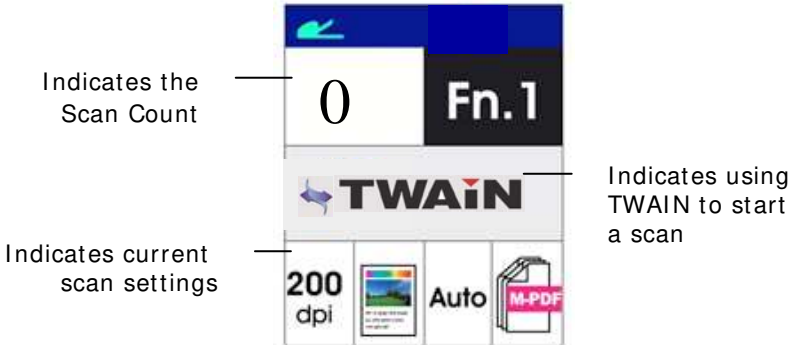 Indicates the
Scan Count
0
Fn.1
TWAiN
Indicates using
TWAIN to start
a scan
Indicates current
scan settings
200
dpi
Auto
M-PDF